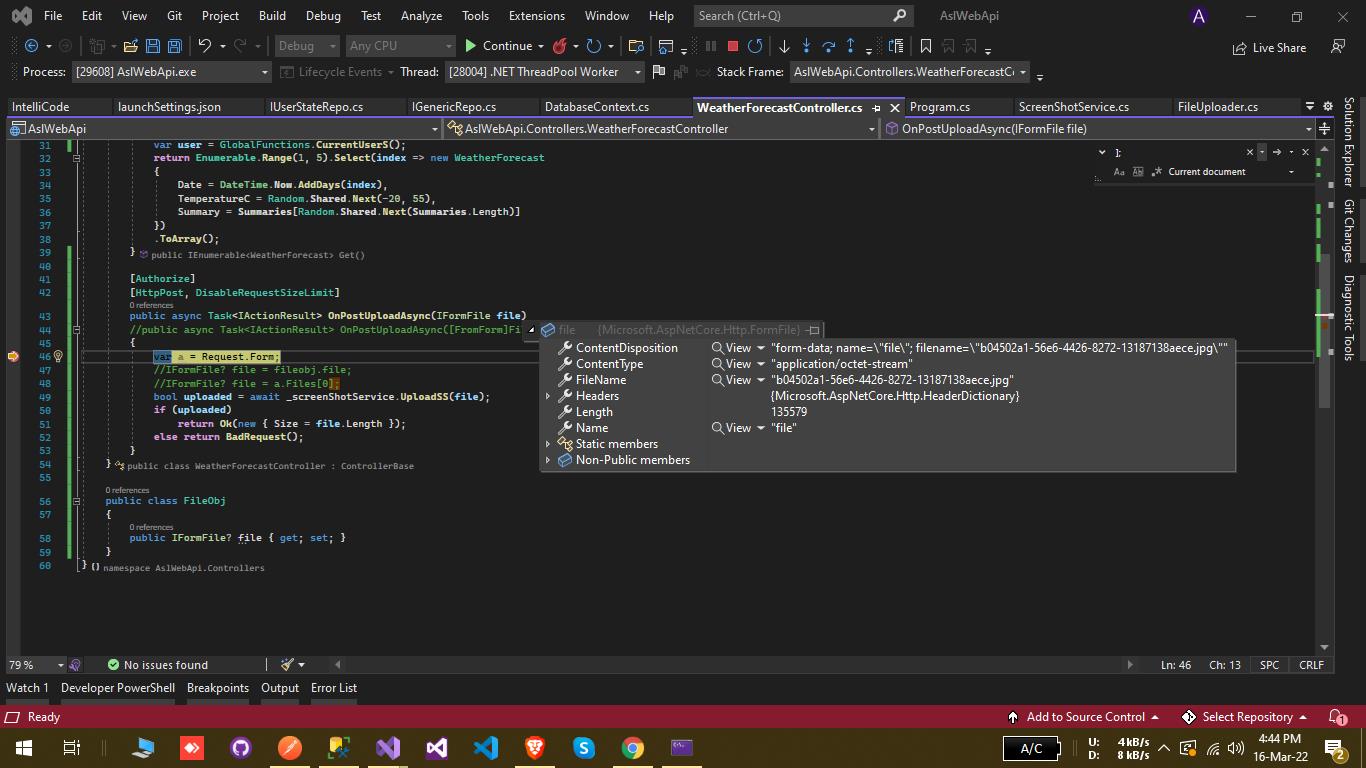 File Edit View Git Project Build Debug Test Analyze Tools Extensions Window Help Search (Ctrl+Q) AslWebApi A
Debug Any CPU Continue Live Share
Process: [29608] AslWebApi.exe Lifecycle Events Thread: [28004] .NET ThreadPool Worker Stack Frame: AslWebApi.Controllers.WeatherForecastCo
IntelliCode launchSettings.json IUserStateRepo.cs IGenericRepo.cs DatabaseContext.cs WeatherForecastController.cs Program.cs ScreenShotService.cs FileUploader.cs
AslWebApi AslWebApi.Controllers.WeatherForecastController OnPostUploadAsync(IFormFile file)
31 var user = GlobalFunctions.CurrentUserS();
32 return Enumerable.Range(1, 5).Select(index => new WeatherForecast
33 {
34 Date = DateTime.Now.AddDays(index),
35 TemperatureC = Random.Shared.Next(-20, 55),
36 Summary = Summaries[Random.Shared.Next(Summaries.Length)]
37 })
38 .ToArray();
39 } public IEnumerable<WeatherForecast> Get()
40
41 [Authorize]
42 [HttpPost, DisableRequestSizeLimit]
0 references
43 public async Task<IActionResult> OnPostUploadAsync(IFormFile file)
44 //public async Task<IActionResult> OnPostUploadAsync([FromForm]Fi
45 {
46 var a = Request.Form;
47 //IFormFile? file = fileobj.file;
48 //IFormFile? file = a.Files[0];
49 bool uploaded = await _screenShotService.UploadSS(file);
50 if (uploaded)
51 return Ok(new { Size = file.Length });
52 else return BadRequest();
53 }
54 } public class WeatherForecastController : ControllerBase
55
0 references
56 public class FileObj
57 {
0 references
58 public IFormFile? file { get; set; }
59 }
60 } namespace AslWebApi.Controllers
];
Aa Ab Current document
file {Microsoft.AspNetCore.Http.FormFile}
ContentDisposition View "form-data; name=\"file\"; filename=\"b04502a1-56e6-4426-8272-13187138aece.jpg\""
ContentType View "application/octet-stream"
FileName View "b04502a1-56e6-4426-8272-13187138aece.jpg"
Headers {Microsoft.AspNetCore.Http.HeaderDictionary}
Length 135579
Name View "file"
Static members
Non-Public members
Solution Explorer
Git Changes
Diagnostic Tools
79 % No issues found Ln: 46 Ch: 13 SPC CRLF
Watch 1 Developer PowerShell Breakpoints Output Error List
Ready Add to Source Control Select Repository 1
A/C U: 4 kB/s D: 8 kB/s 4:44 PM 16-Mar-22 2